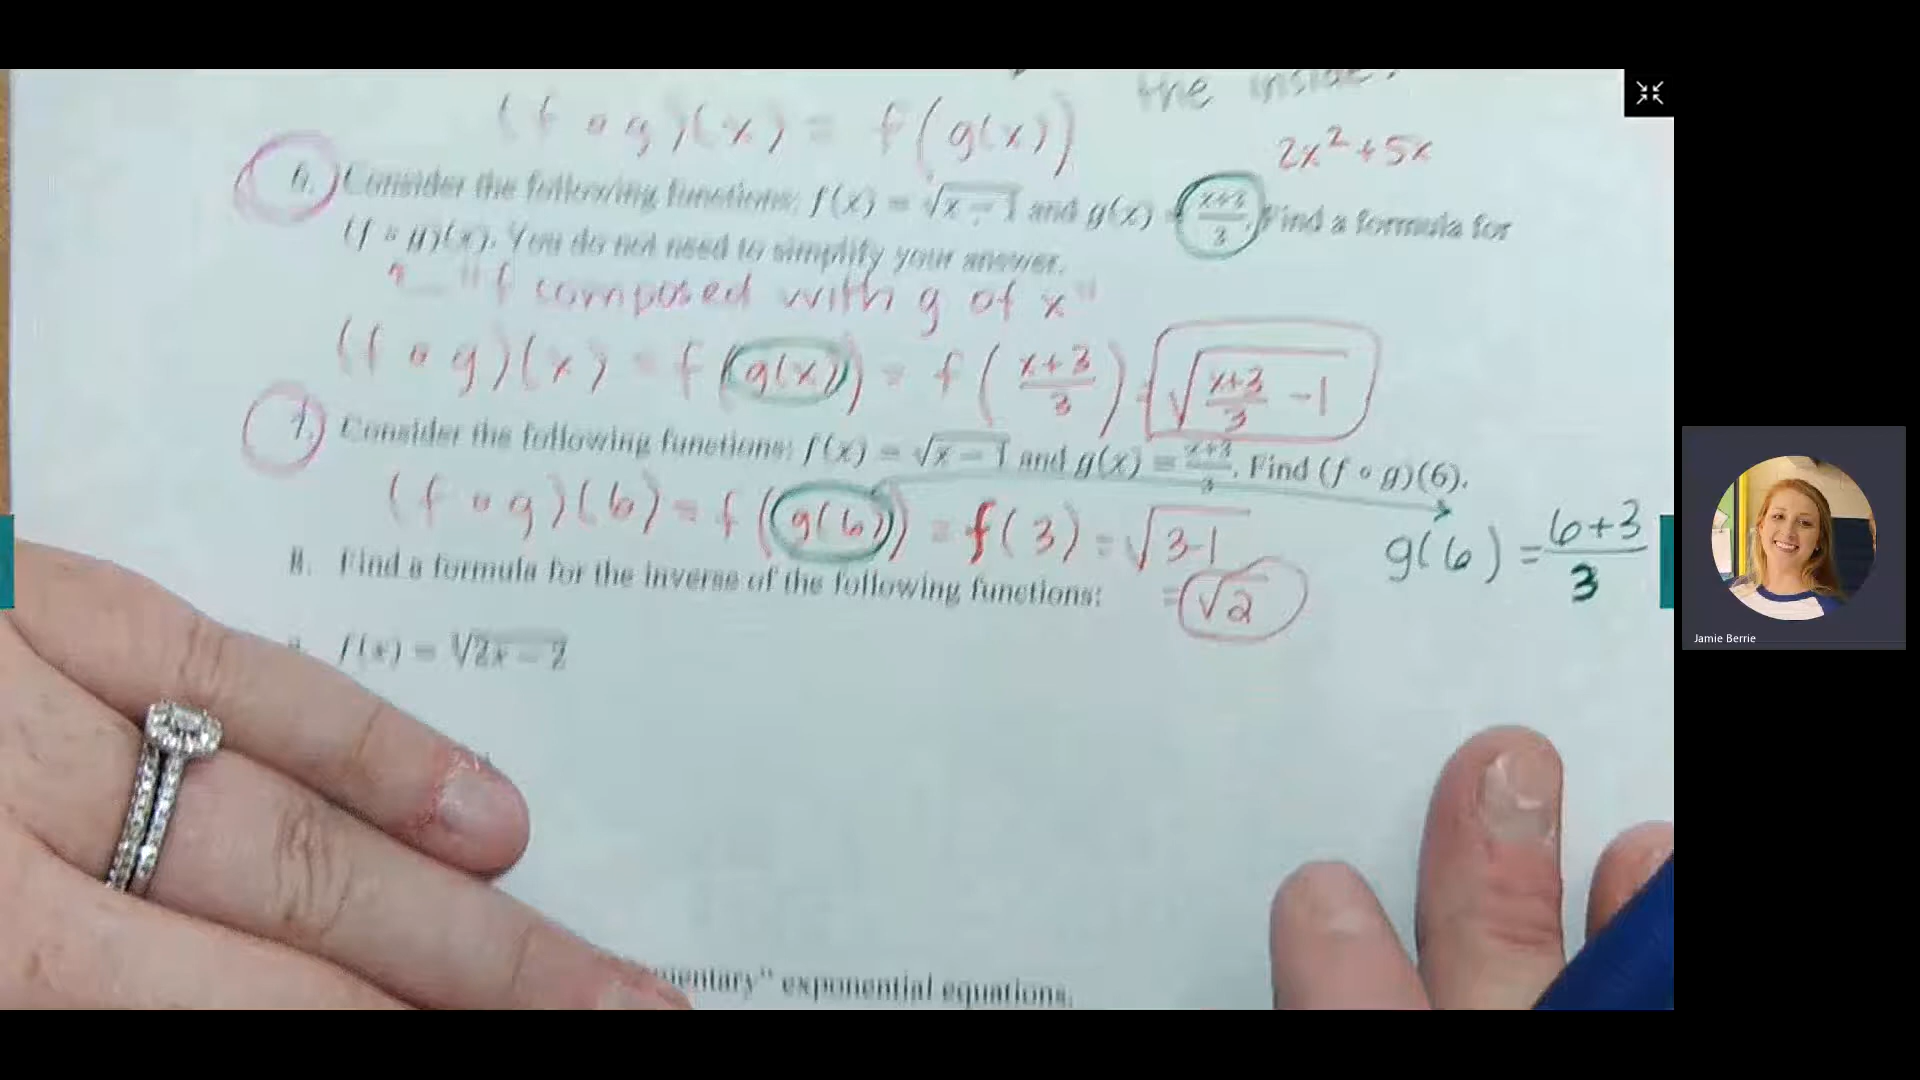 the inside.
(f ∘ g)(x) = f(g(x))
2x² + 5x
6. Consider the following functions: f(x) = √(x − 1) and g(x) = (x+3)/3. Find a formula for
(f ∘ g)(x). You do not need to simplify your answer.
"f composed with g of x"
(f ∘ g)(x) = f(g(x)) = f((x+3)/3) = √((x+3)/3 − 1)
7. Consider the following functions: f(x) = √(x − 1) and g(x) = (x+3)/3. Find (f ∘ g)(6).
(f ∘ g)(6) = f(g(6)) = f(3) = √(3-1)
g(6) = (6+3)/3
= √2
8. Find a formula for the inverse of the following functions:
f(x) = √(2x − 2)
exponential equations.
Jamie Berrie